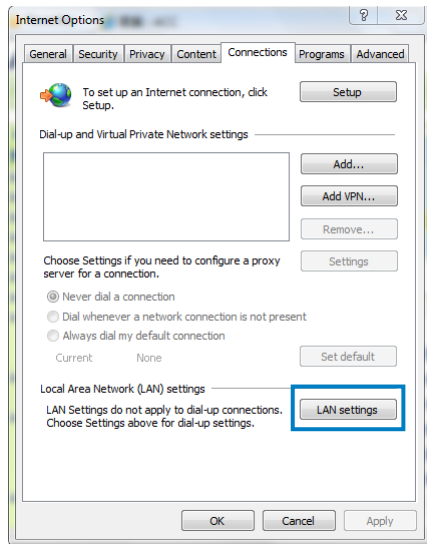 Internet Options
General Security Privacy Content Connections Programs Advanced
To set up an Internet connection, click
Setup.
Setup
Dial-up and Virtual Private Network settings
Add...
Add VPN...
Remove...
Choose Settings if you need to configure a proxy
server for a connection.
Settings
Never dial a connection
Dial whenever a network connection is not present
Always dial my default connection
Current None
Set default
Local Area Network (LAN) settings
LAN Settings do not apply to dial-up connections.
Choose Settings above for dial-up settings.
LAN settings
OK Cancel Apply